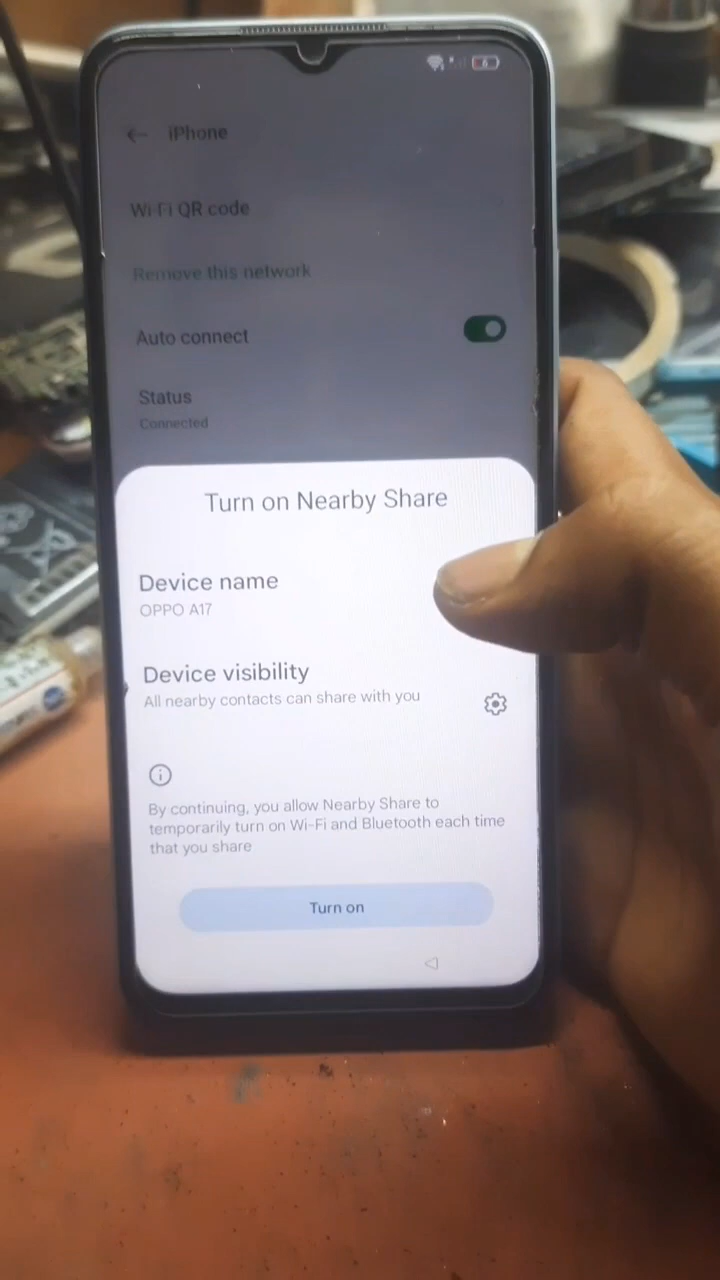 iPhone
Wi-Fi QR code
Remove this network
Auto connect
Status
Connected
Turn on Nearby Share
Device name
OPPO A17
Device visibility
All nearby contacts can share with you
By continuing, you allow Nearby Share to
temporarily turn on Wi-Fi and Bluetooth each time
that you share
Turn on